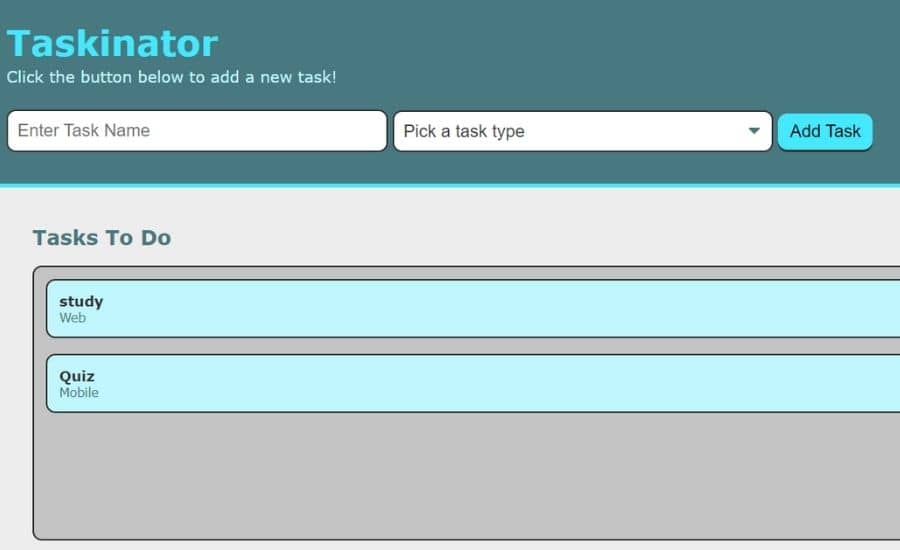 Taskinator
Click the button below to add a new task!
Enter Task Name
Pick a task type
Add Task
Tasks To Do
study
Web
Quiz
Mobile